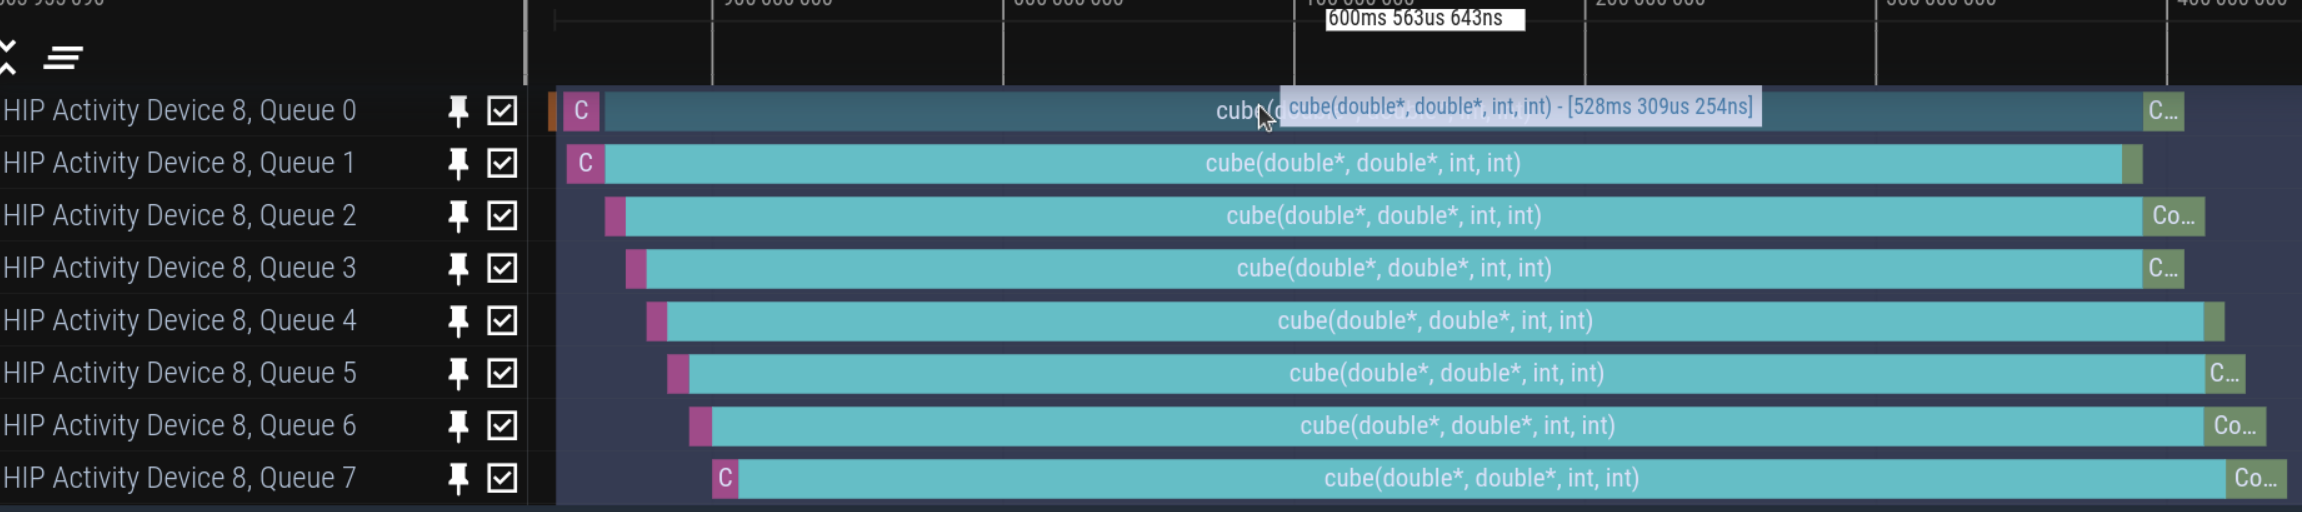 600ms 563us 643ns
HIP Activity Device 8, Queue 0
C
cube(double*, double*, int, int) - [528ms 309us 254ns]
C...
HIP Activity Device 8, Queue 1
C
cube(double*, double*, int, int)
HIP Activity Device 8, Queue 2
cube(double*, double*, int, int)
Co...
HIP Activity Device 8, Queue 3
cube(double*, double*, int, int)
C...
HIP Activity Device 8, Queue 4
cube(double*, double*, int, int)
HIP Activity Device 8, Queue 5
cube(double*, double*, int, int)
C...
HIP Activity Device 8, Queue 6
cube(double*, double*, int, int)
Co...
HIP Activity Device 8, Queue 7
C
cube(double*, double*, int, int)
Co...